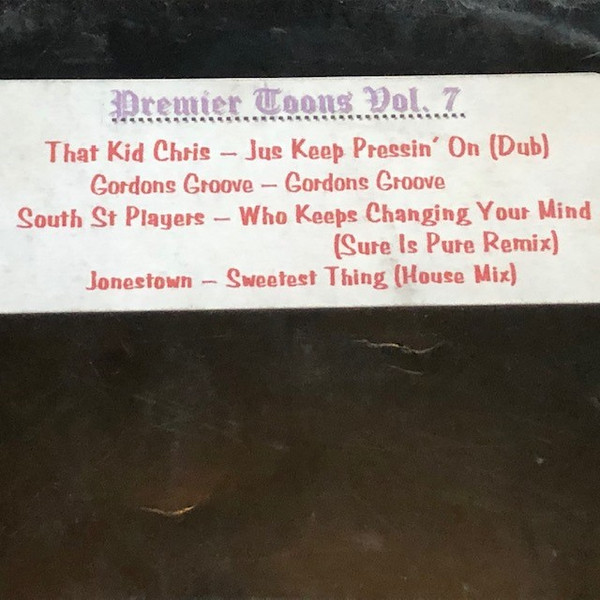 Premier Toons Vol. 7
That Kid Chris – Jus Keep Pressin' On (Dub)
Gordons Groove – Gordons Groove
South St Players – Who Keeps Changing Your Mind
(Sure Is Pure Remix)
Jonestown – Sweetest Thing (House Mix)